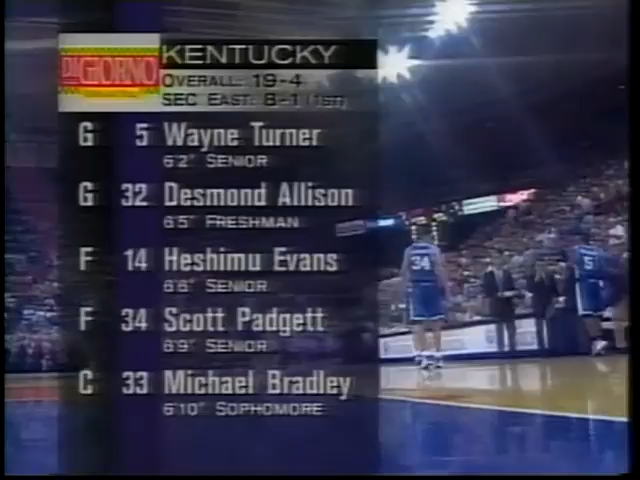 DIGIORNO
KENTUCKY
OVERALL: 19-4
SEC EAST: 8-1 (1ST)
G 5 Wayne Turner
6'2" SENIOR
G 32 Desmond Allison
6'5" FRESHMAN
F 14 Heshimu Evans
6'6" SENIOR
F 34 Scott Padgett
6'9" SENIOR
C 33 Michael Bradley
6'10" SOPHOMORE
34
5